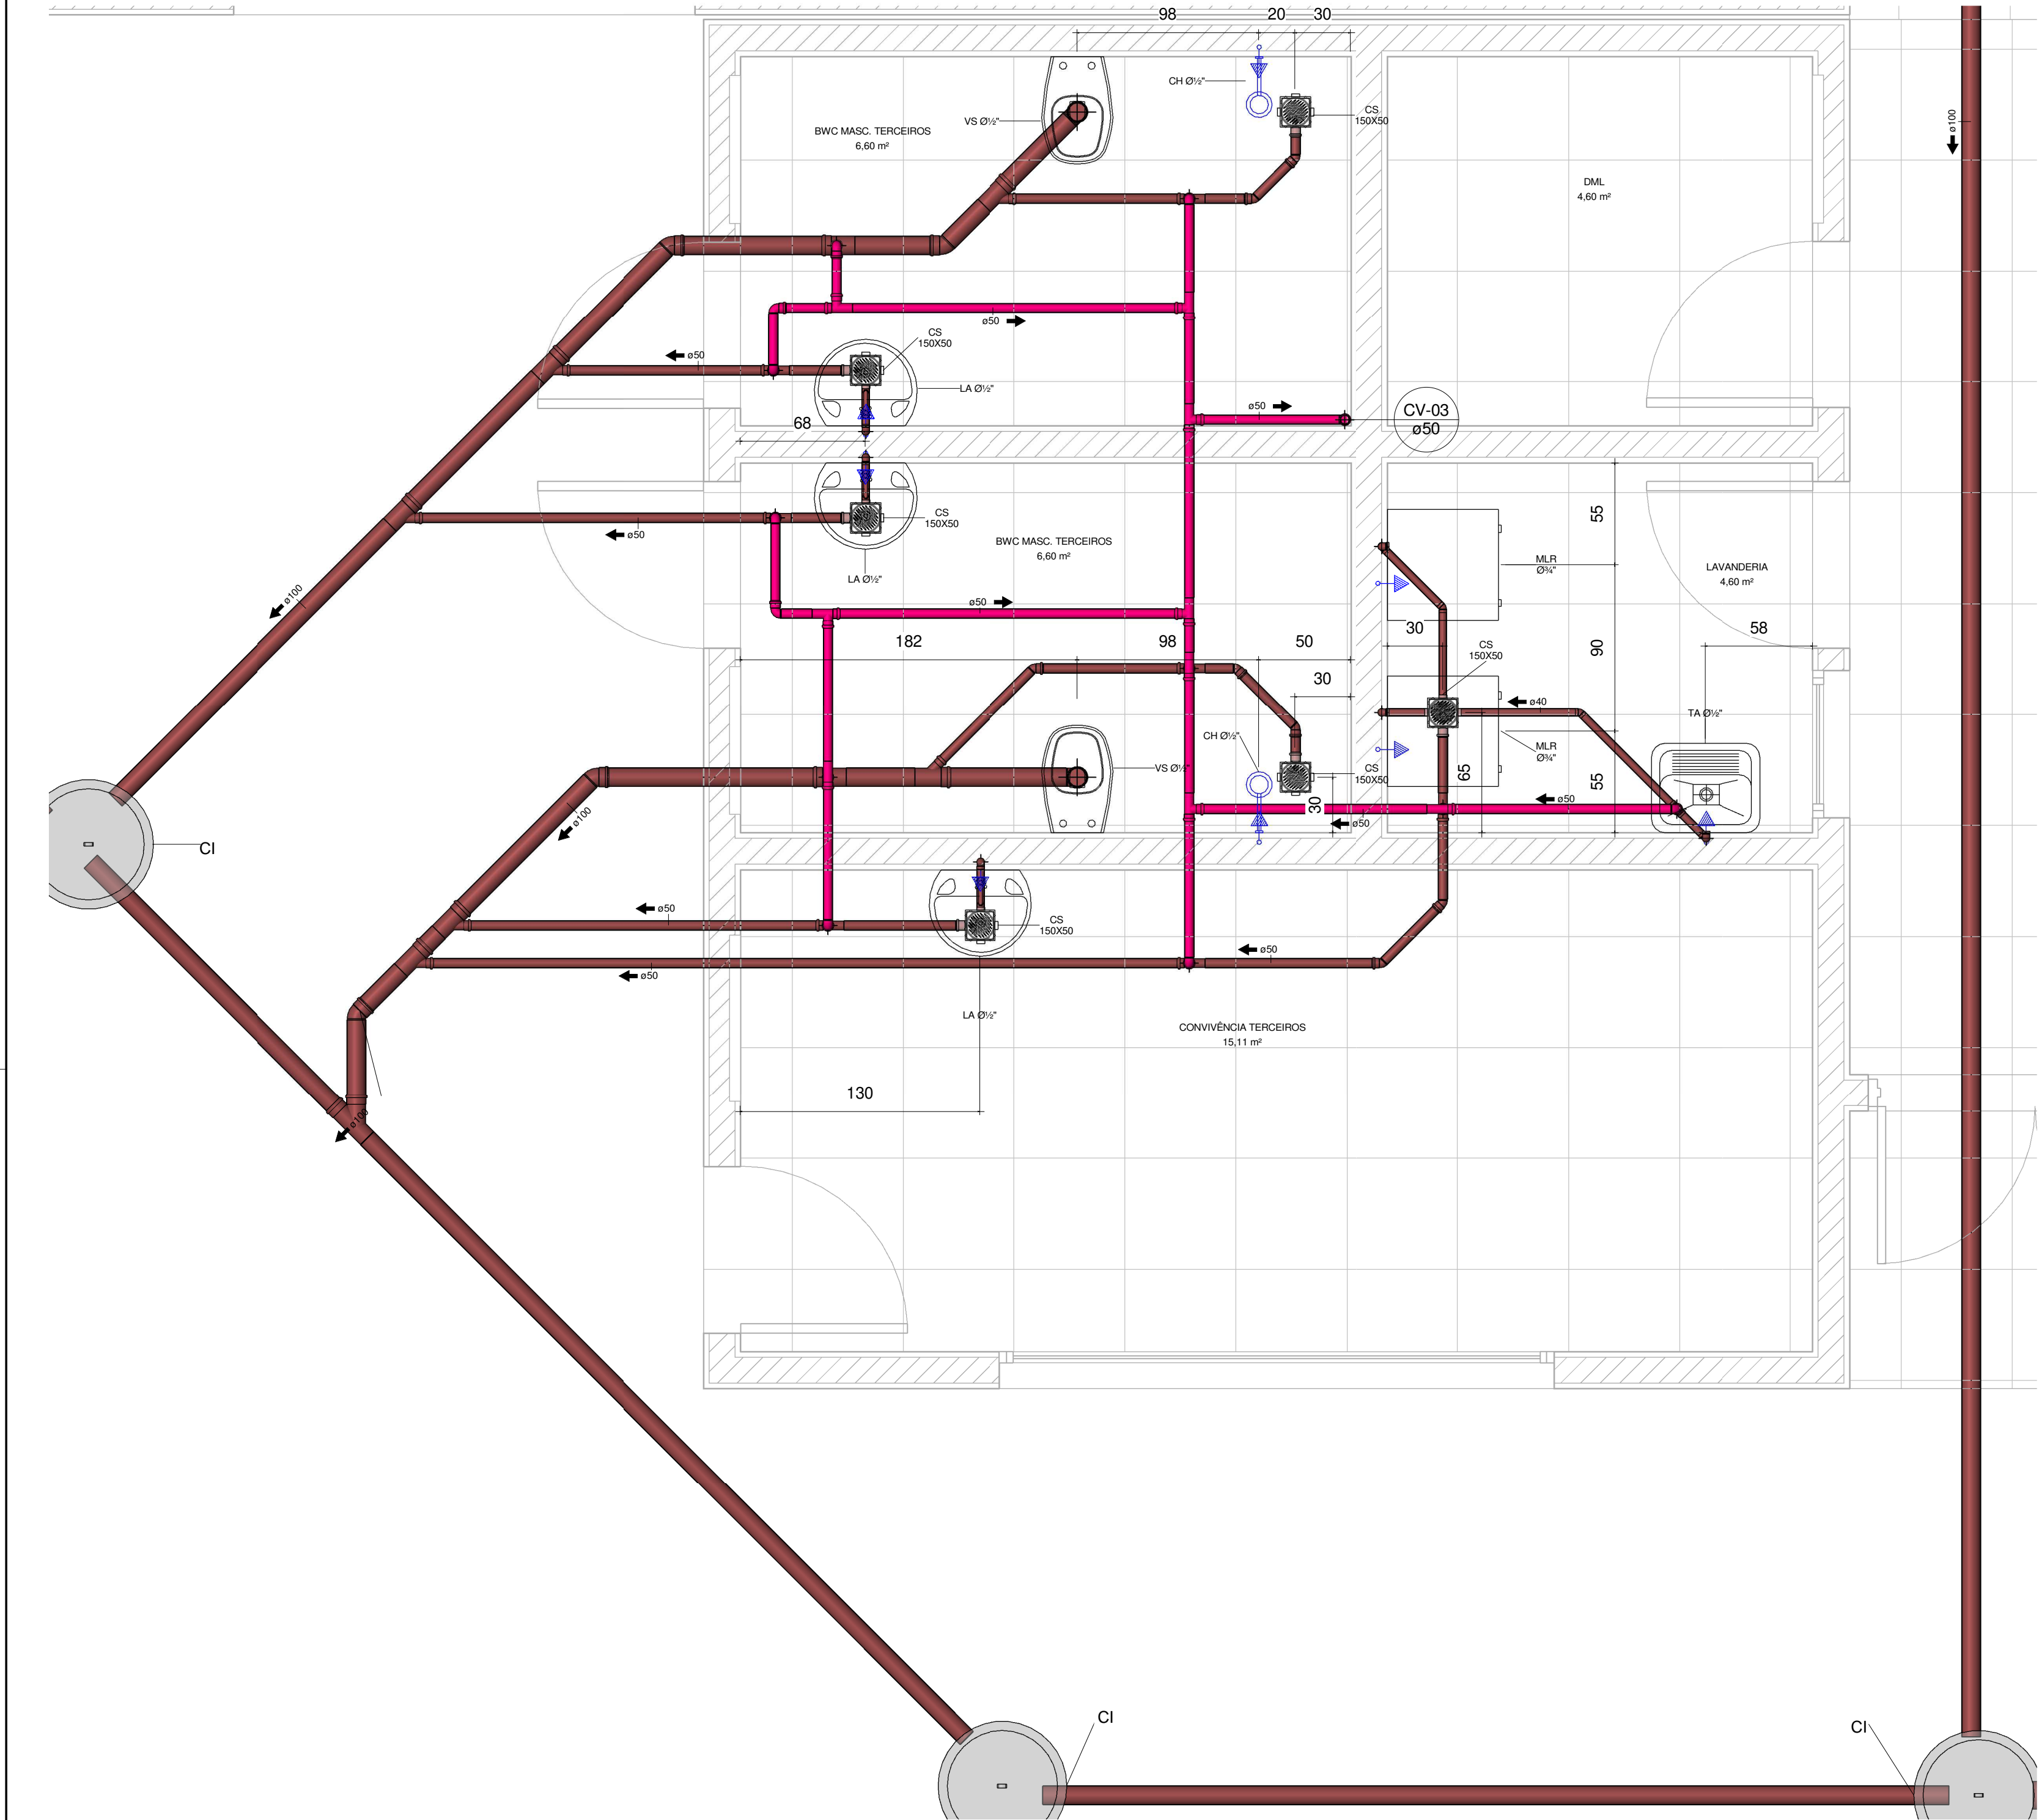 98
20
30
CH Ø½"
CS
150X50
VS Ø½"
BWC MASC. TERCEIROS
6,60 m²
DML
4,60 m²
ø100
ø50
CS
150X50
ø50
LA Ø½"
68
ø50
CV-03
ø50
CS
150X50
ø50
BWC MASC. TERCEIROS
6,60 m²
LA Ø½"
55
MLR
Ø¾"
LAVANDERIA
4,60 m²
ø100
ø50
182
98
50
30
58
90
CS
150X50
30
ø40
TA Ø½"
CH Ø½"
MLR
Ø¾"
VS Ø½"
CS
150X50
65
55
30
ø50
ø50
ø100
CI
ø50
CS
150X50
ø50
ø50
LA Ø½"
CONVIVÊNCIA TERCEIROS
15,11 m²
130
ø100
CI
CI